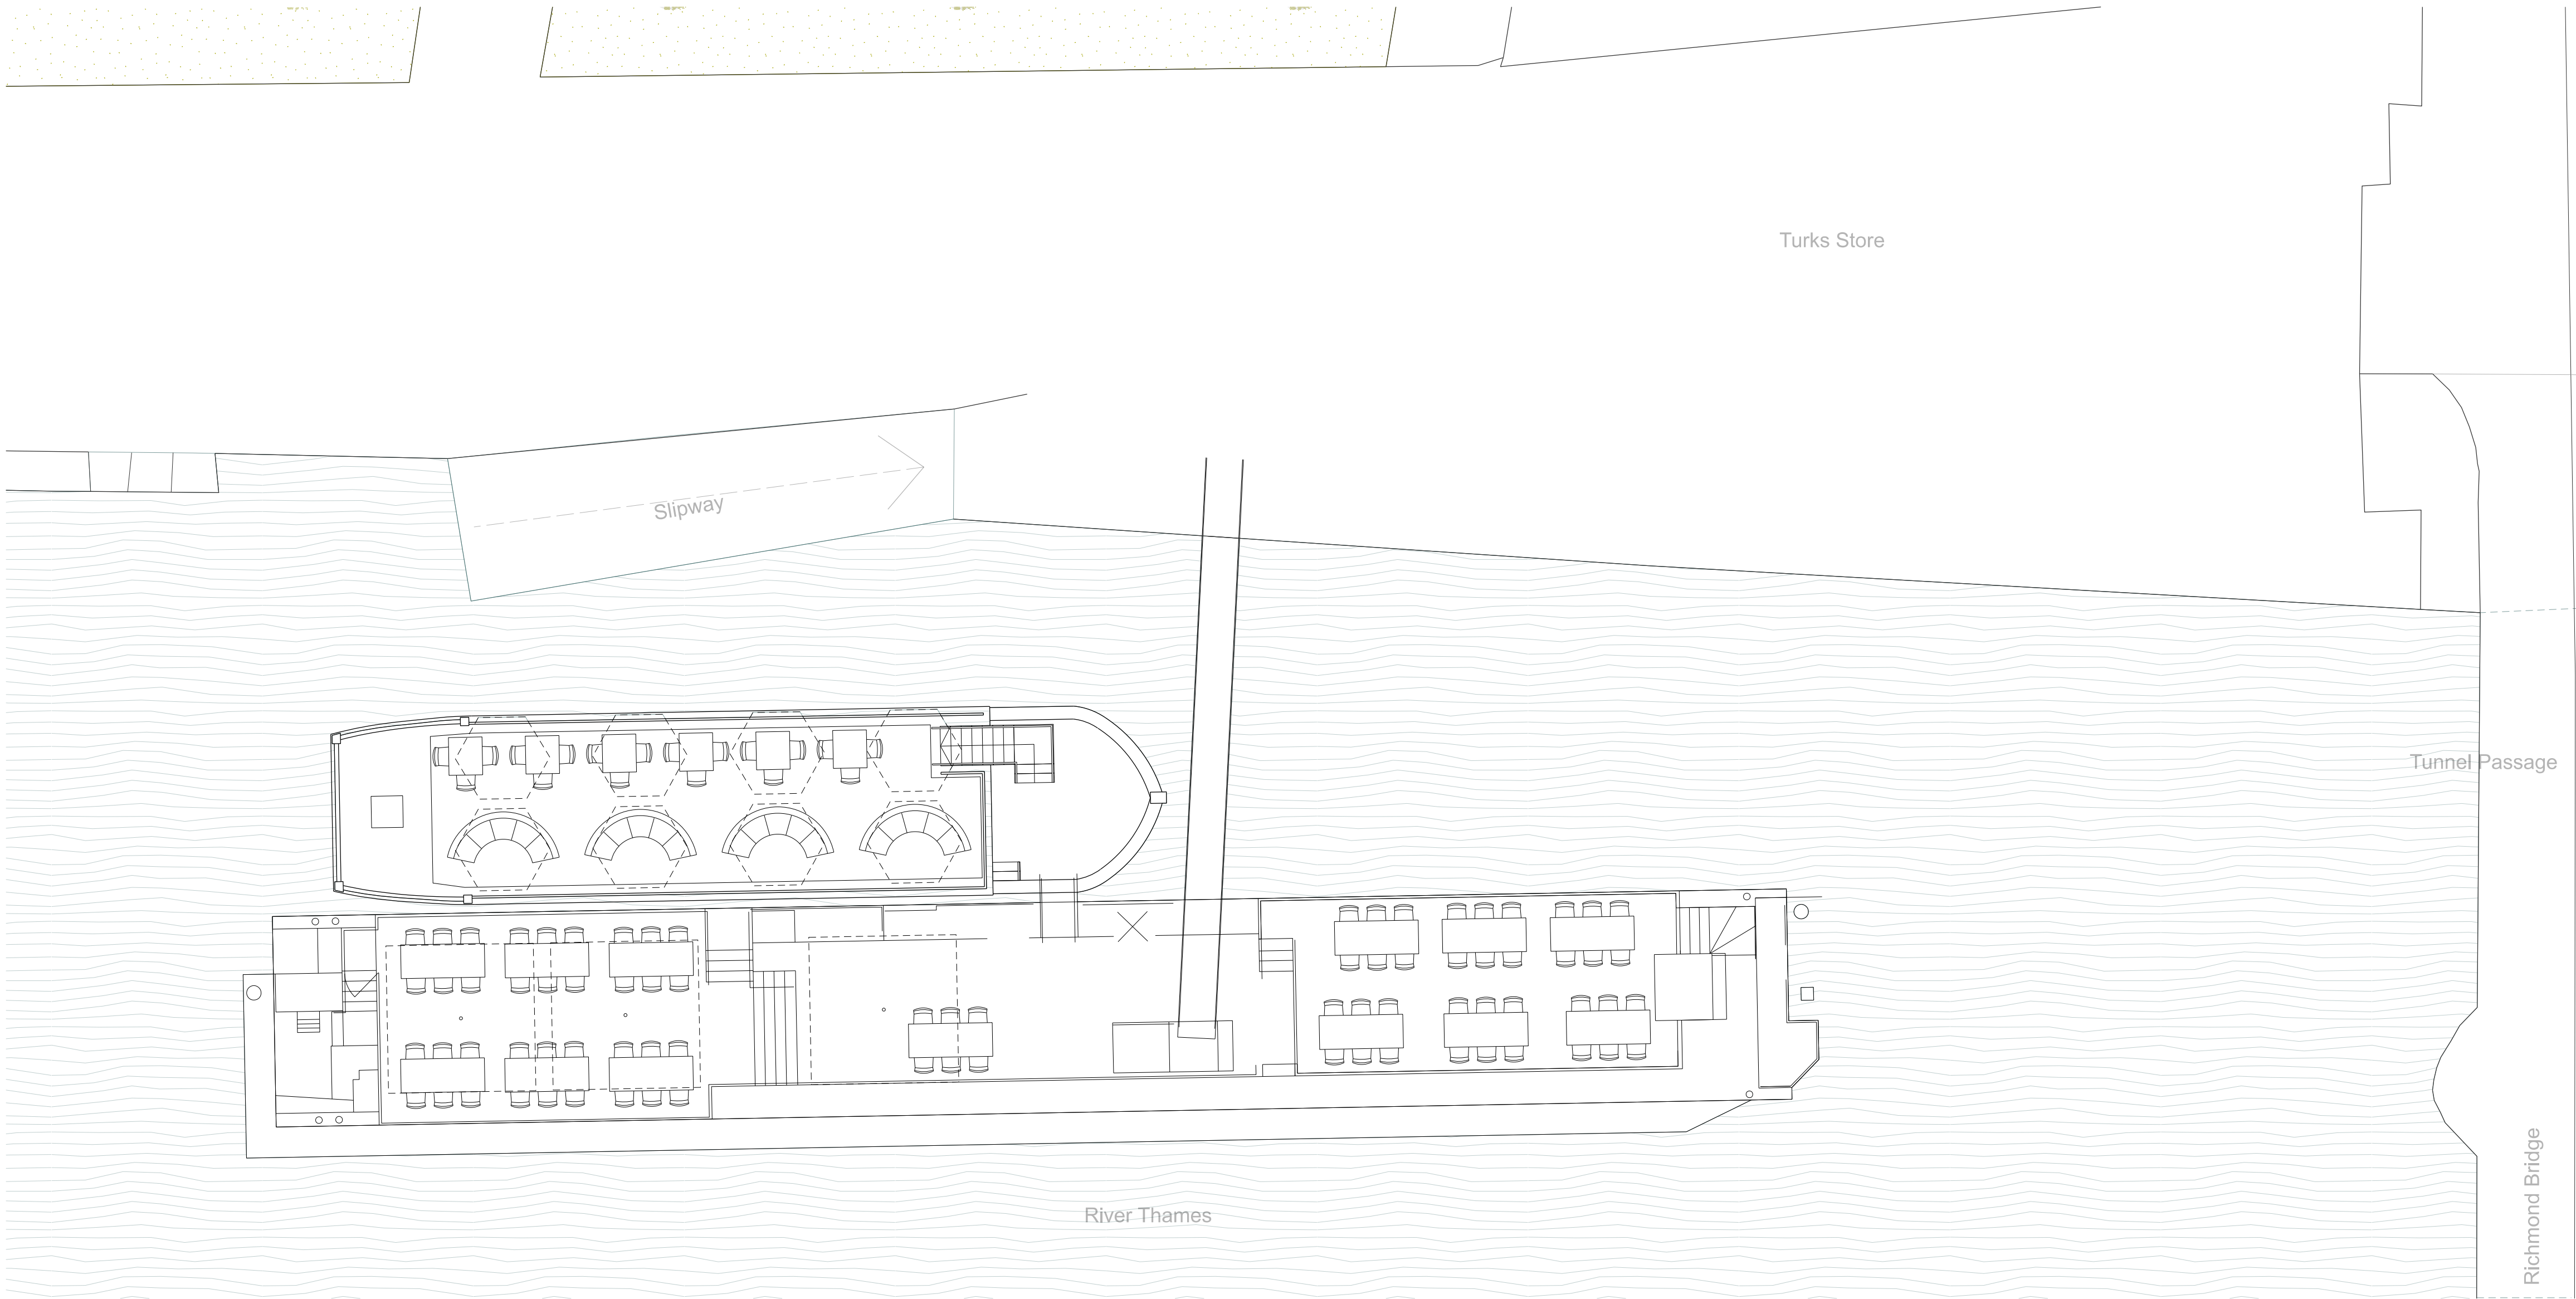 Turks Store
Slipway
Tunnel Passage
River Thames
Richmond Bridge